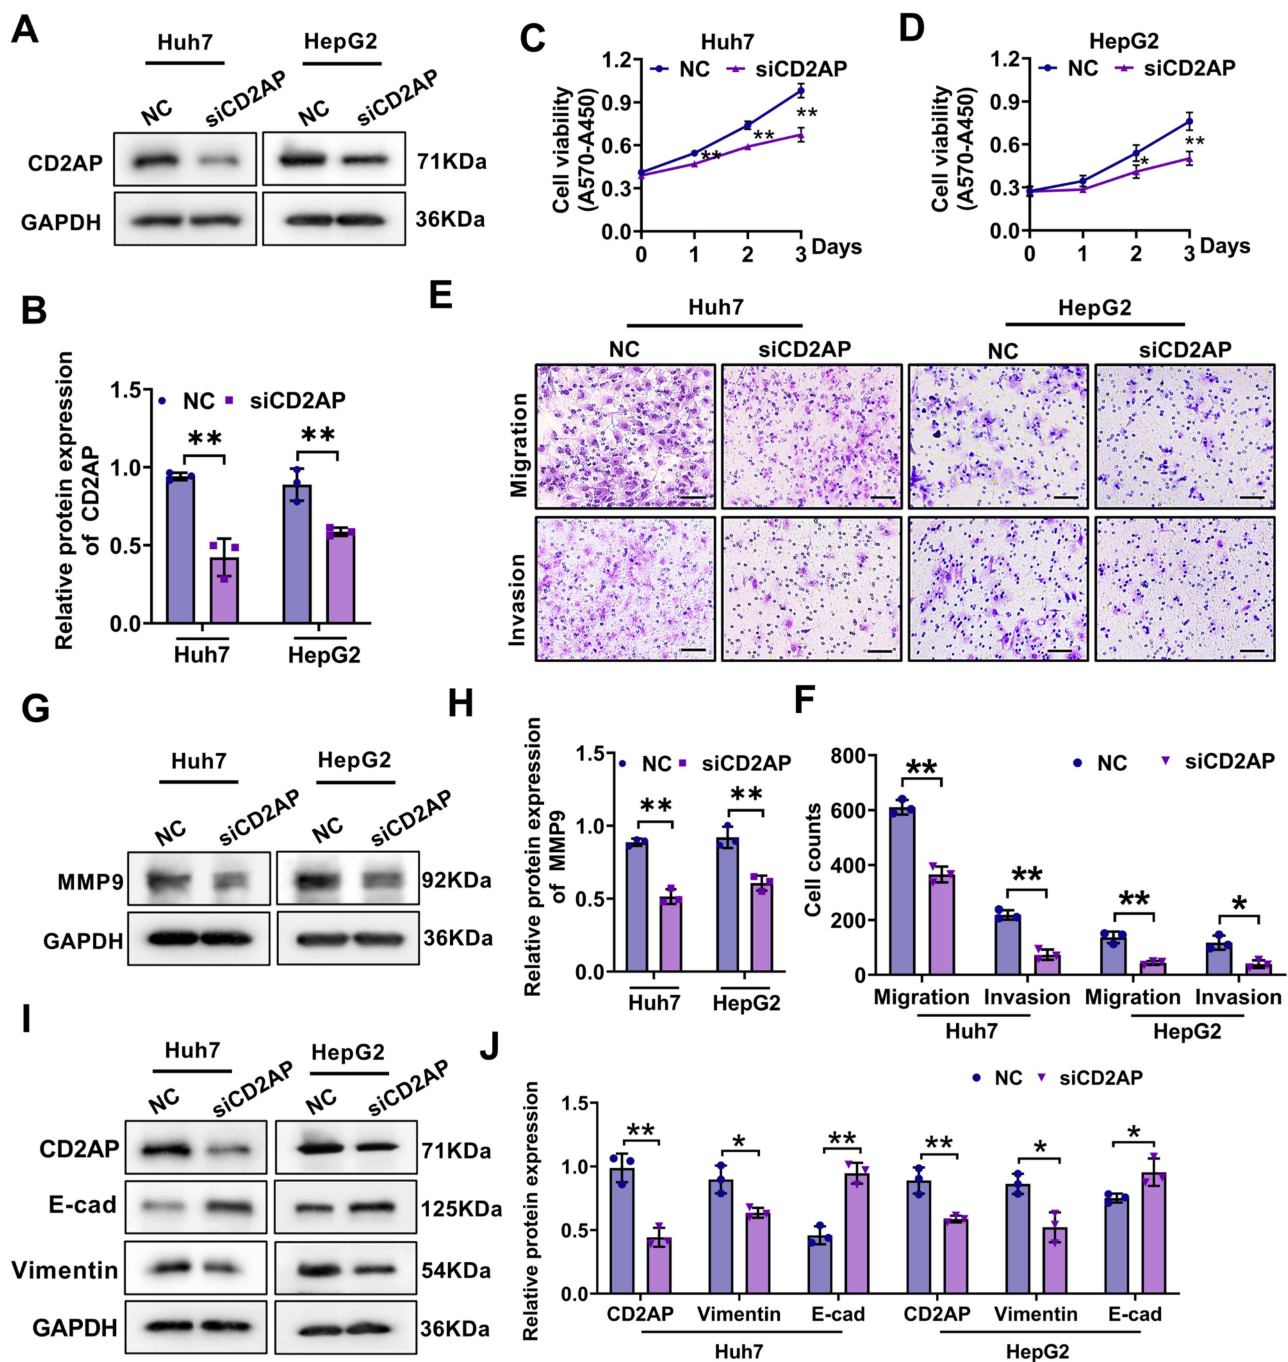 A
Huh7 HepG2
NC siCD2AP NC siCD2AP
CD2AP 71KDa
GAPDH 36KDa
B
Relative protein expression
of CD2AP
NC siCD2AP
1.5
1.0
0.5
0.0
** **
Huh7 HepG2
C
Huh7
NC siCD2AP
Cell viability
(A570-A450)
1.2
0.9
0.6
0.3
0.0
** ** **
0 1 2 3 Days
D
HepG2
NC siCD2AP
Cell viability
(A570-A450)
1.2
0.9
0.6
0.3
0.0
* **
0 1 2 3 Days
E
Huh7 HepG2
NC siCD2AP NC siCD2AP
Migration
Invasion
G
Huh7 HepG2
NC siCD2AP NC siCD2AP
MMP9 92KDa
GAPDH 36KDa
H
Relative protein expression
of MMP9
NC siCD2AP
1.5
1.0
0.5
0.0
** **
Huh7 HepG2
F
Cell counts
NC siCD2AP
800
600
400
200
0
** ** ** *
Migration Invasion Migration Invasion
Huh7 HepG2
I
Huh7 HepG2
NC siCD2AP NC siCD2AP
CD2AP 71KDa
E-cad 125KDa
Vimentin 54KDa
GAPDH 36KDa
J
Relative protein expression
NC siCD2AP
1.5
1.0
0.5
0.0
** * ** ** * *
CD2AP Vimentin E-cad CD2AP Vimentin E-cad
Huh7 HepG2